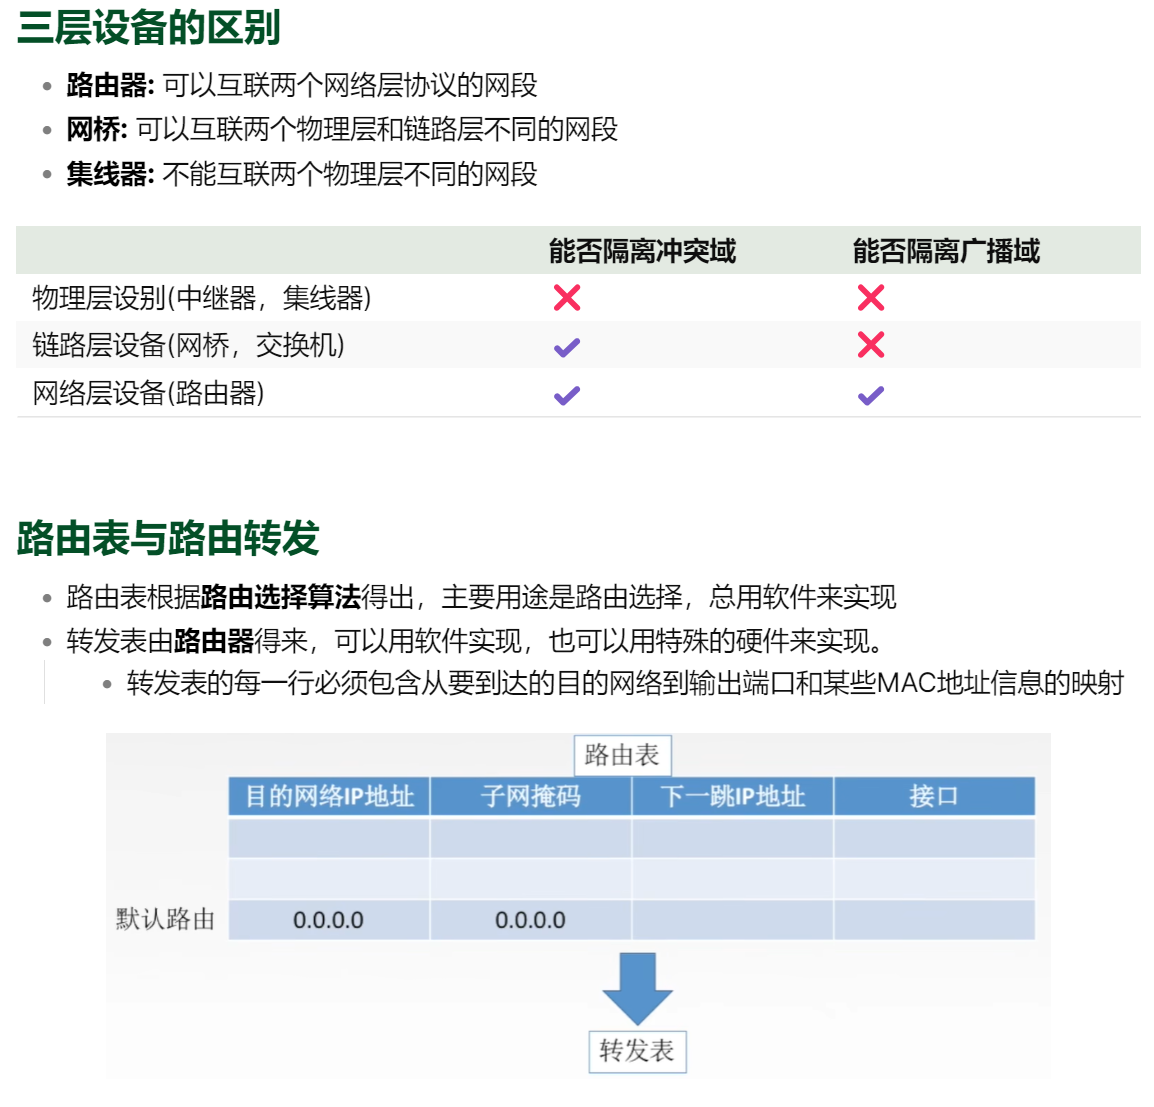 三层设备的区别
路由器: 可以互联两个网络层协议的网段
网桥: 可以互联两个物理层和链路层不同的网段
集线器: 不能互联两个物理层不同的网段
能否隔离冲突域 能否隔离广播域
物理层设别(中继器，集线器) ❌ ❌
链路层设备(网桥，交换机) ✔ ❌
网络层设备(路由器) ✔ ✔
路由表与路由转发
路由表根据路由选择算法得出，主要用途是路由选择，总用软件来实现
转发表由路由器得来，可以用软件实现，也可以用特殊的硬件来实现。
转发表的每一行必须包含从要到达的目的网络到输出端口和某些MAC地址信息的映射
路由表
目的网络IP地址 子网掩码 下一跳IP地址 接口
默认路由 0.0.0.0 0.0.0.0
转发表